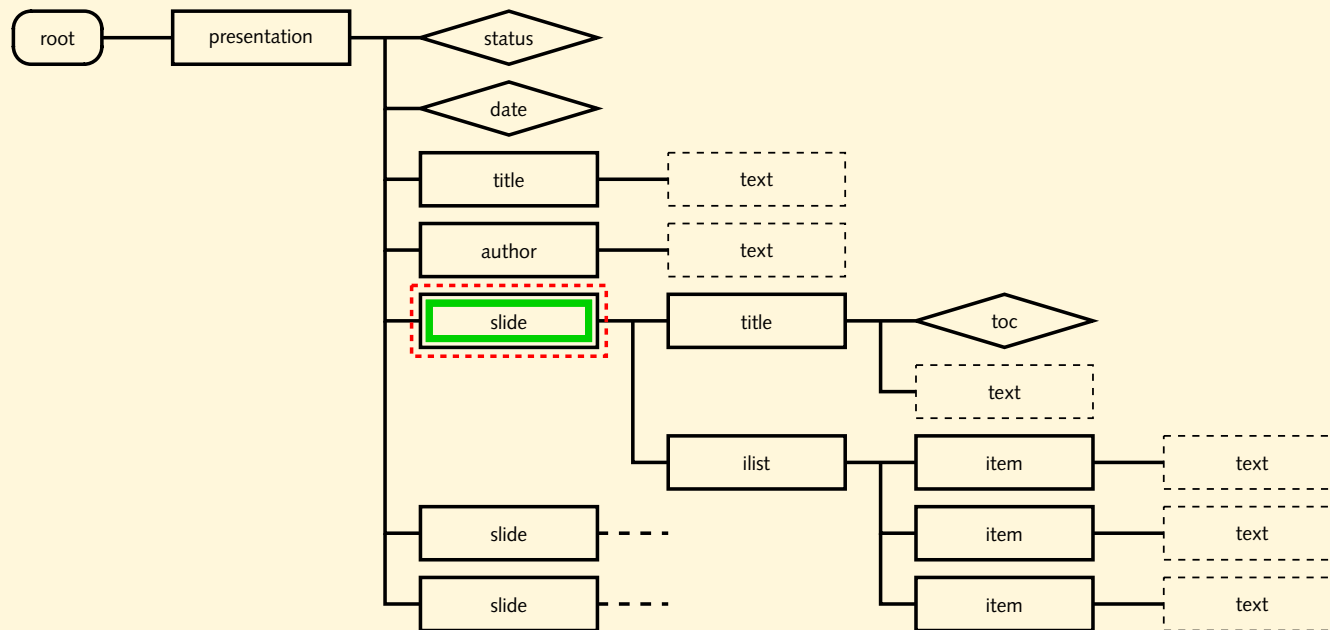 root presentation status
date
title text
author text
slide title toc
text
ilist item text
slide item text
slide item text